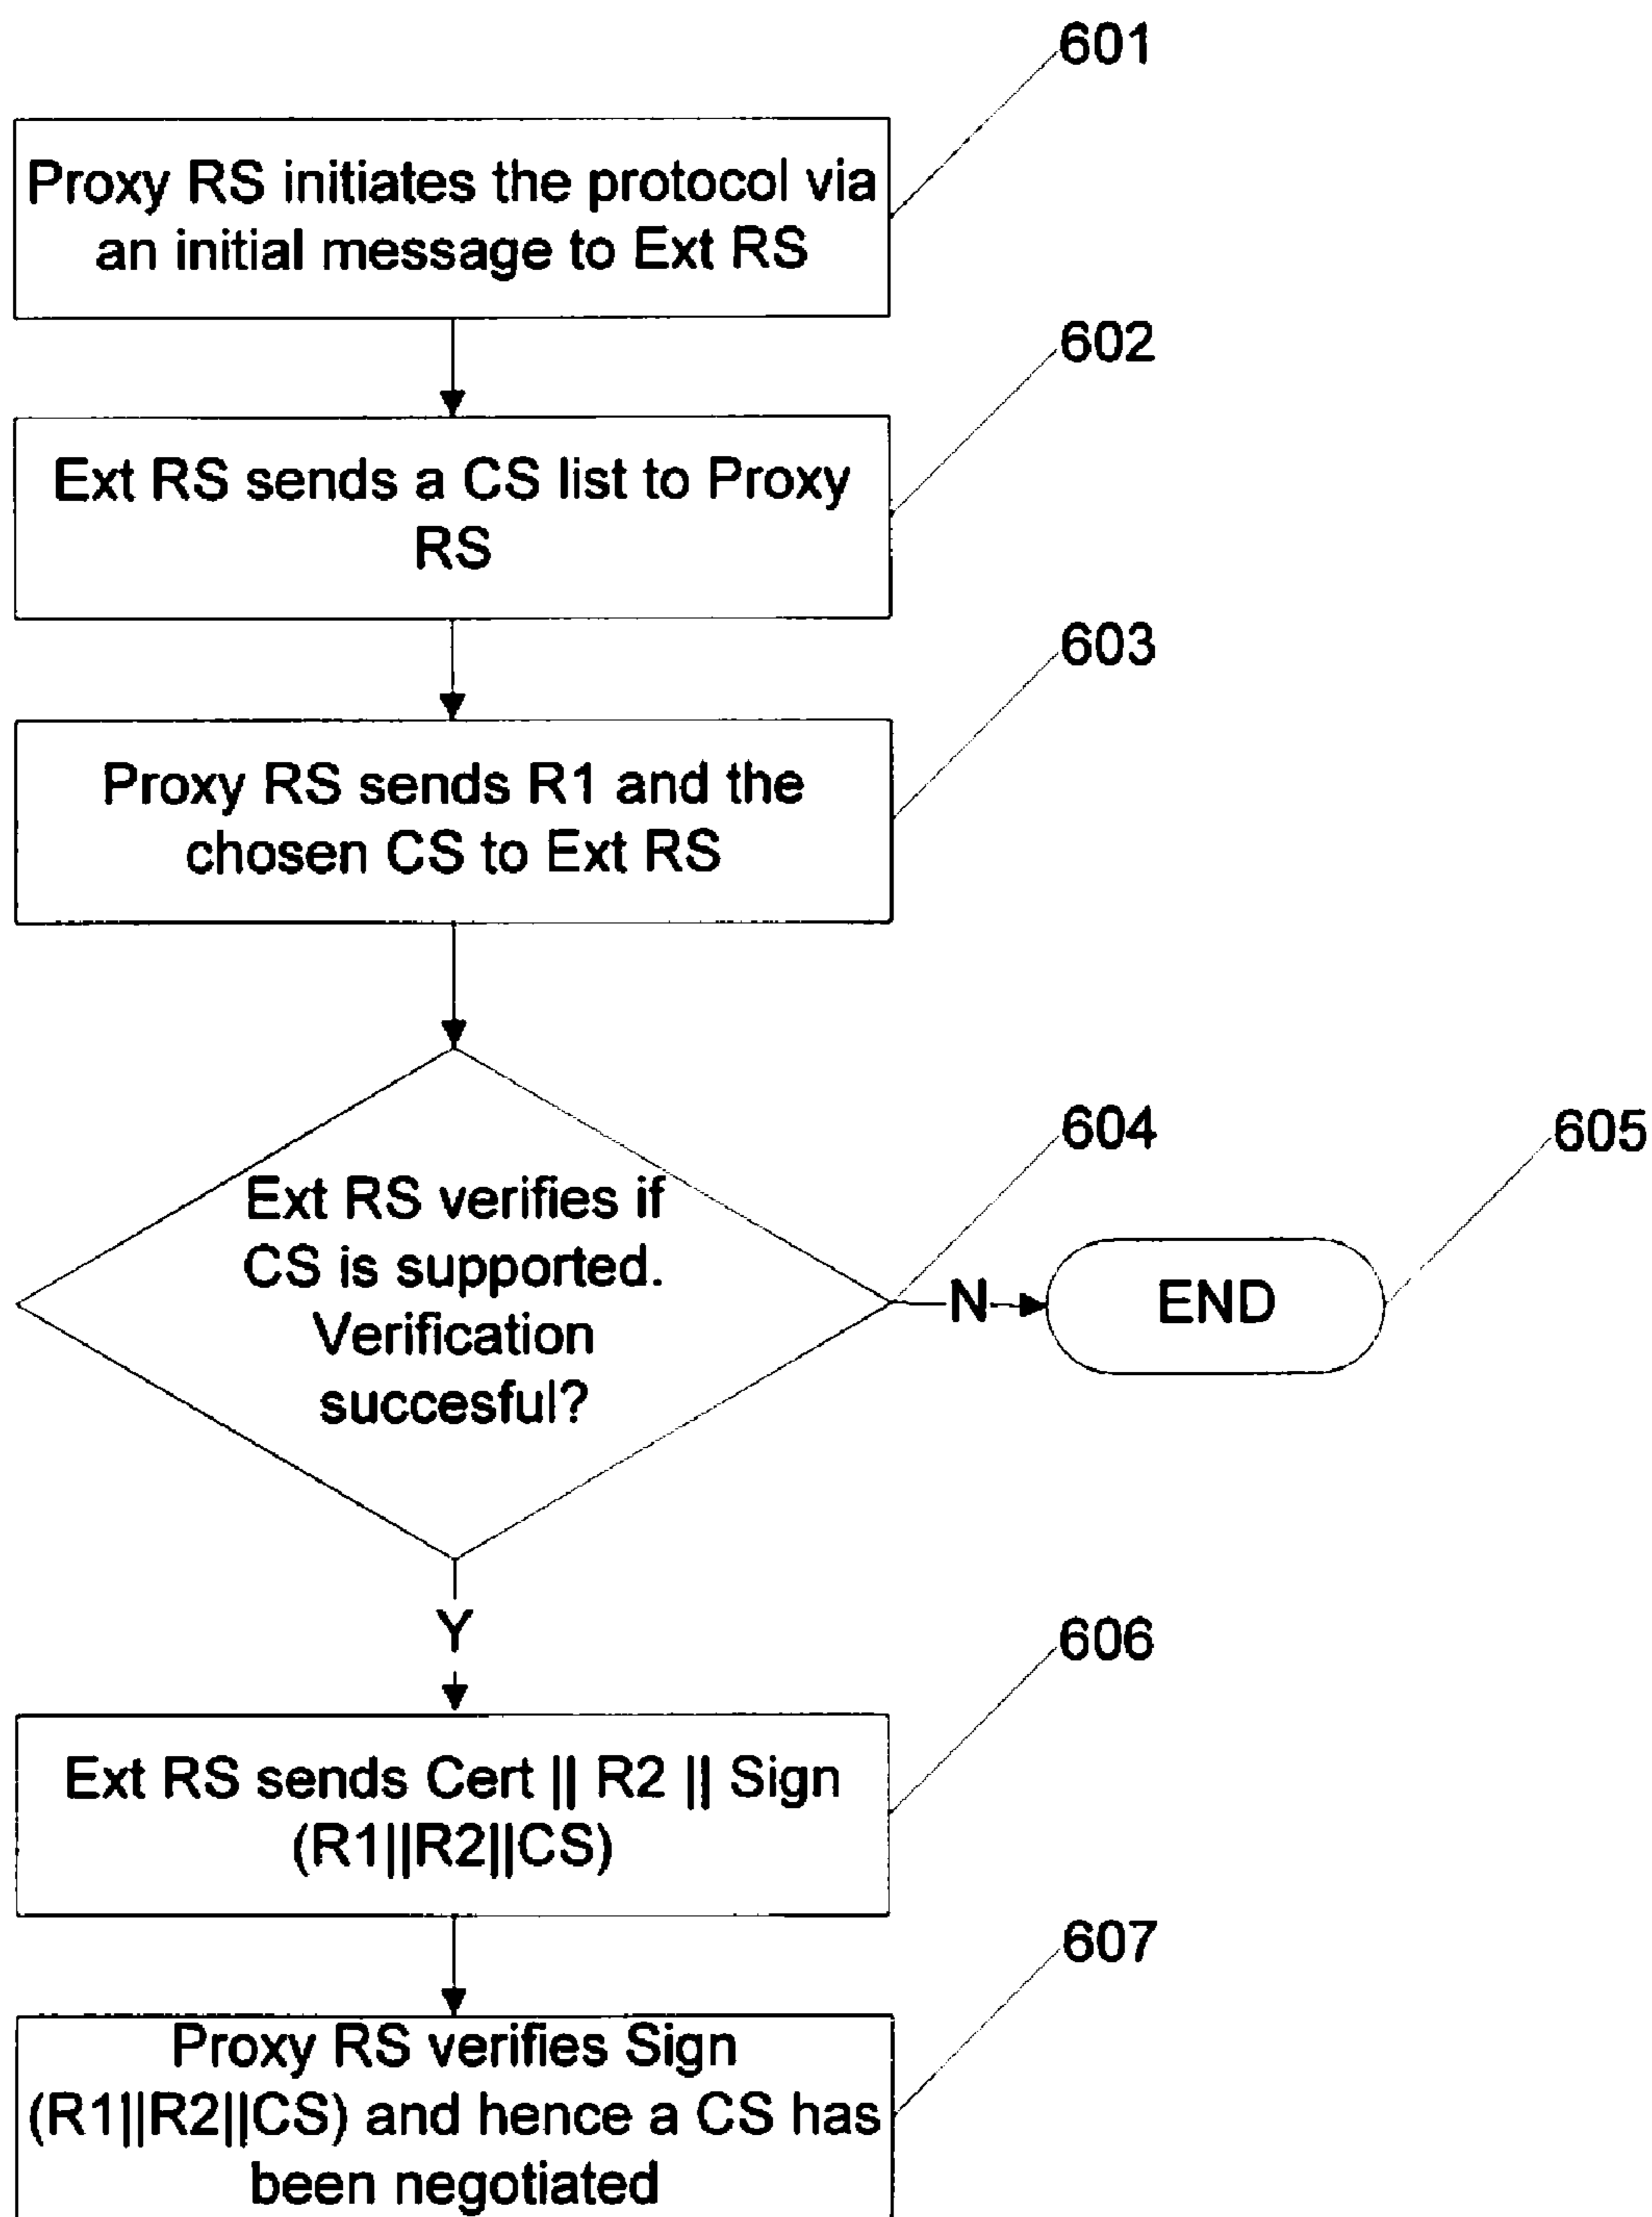 601
Proxy RS initiates the protocol via
an initial message to Ext RS
602
Ext RS sends a CS list to Proxy
RS
603
Proxy RS sends R1 and the
chosen CS to Ext RS
604
605
Ext RS verifies if
CS is supported.
Verification
succesful?
N
END
Y
606
Ext RS sends Cert || R2 || Sign
(R1||R2||CS)
607
Proxy RS verifies Sign
(R1||R2||CS) and hence a CS has
been negotiated